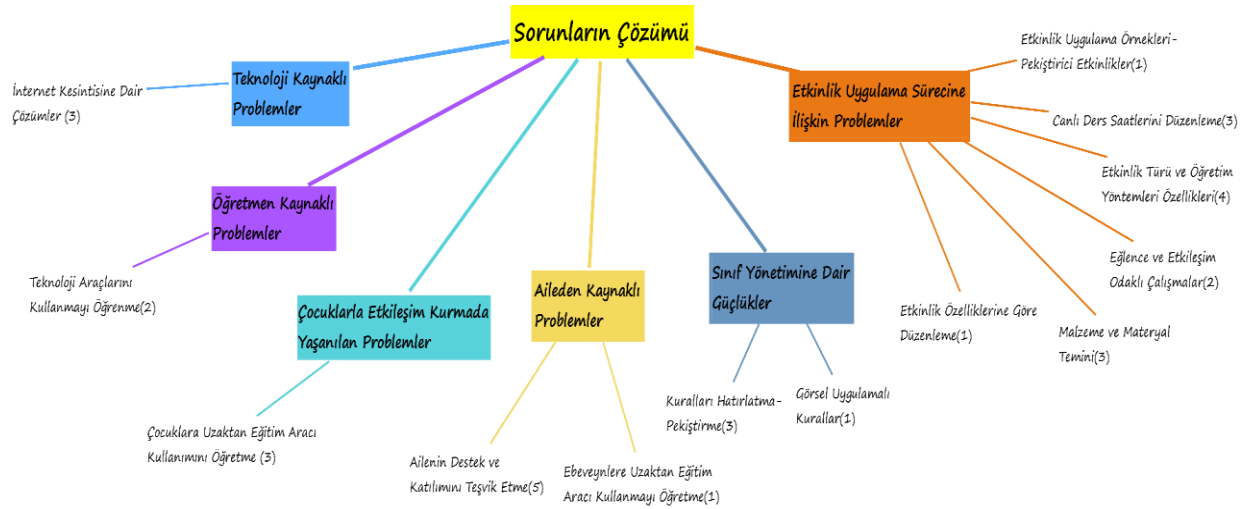 Sorunların Çözümü
Teknoloji Kaynaklı
Problemler
İnternet Kesintisine Dair
Çözümler (3)
Öğretmen Kaynaklı
Problemler
Teknoloji Araçlarını
Kullanmayı Öğrenme(2)
Çocuklarla Etkileşim Kurmada
Yaşanılan Problemler
Çocuklara Uzaktan Eğitim Aracı
Kullanımını Öğretme (3)
Aileden Kaynaklı
Problemler
Ailenin Destek ve
Katılımını Teşvik Etme(5)
Ebeveynlere Uzaktan Eğitim
Aracı Kullanmayı Öğretme(1)
Sınıf Yönetimine Dair
Güçlükler
Kuralları Hatırlatma-
Pekiştirme(3)
Görsel Uygulamalı
Kurallar(1)
Etkinlik Uygulama Sürecine
İlişkin Problemler
Etkinlik Uygulama Örnekleri-
Pekiştirici Etkinlikler(1)
Canlı Ders Saatlerini Düzenleme(3)
Etkinlik Türü ve Öğretim
Yöntemleri Özellikleri(4)
Eğlence ve Etkileşim
Odaklı Çalışmalar(2)
Malzeme ve Materyal
Temini(3)
Etkinlik Özelliklerine Göre
Düzenleme(1)